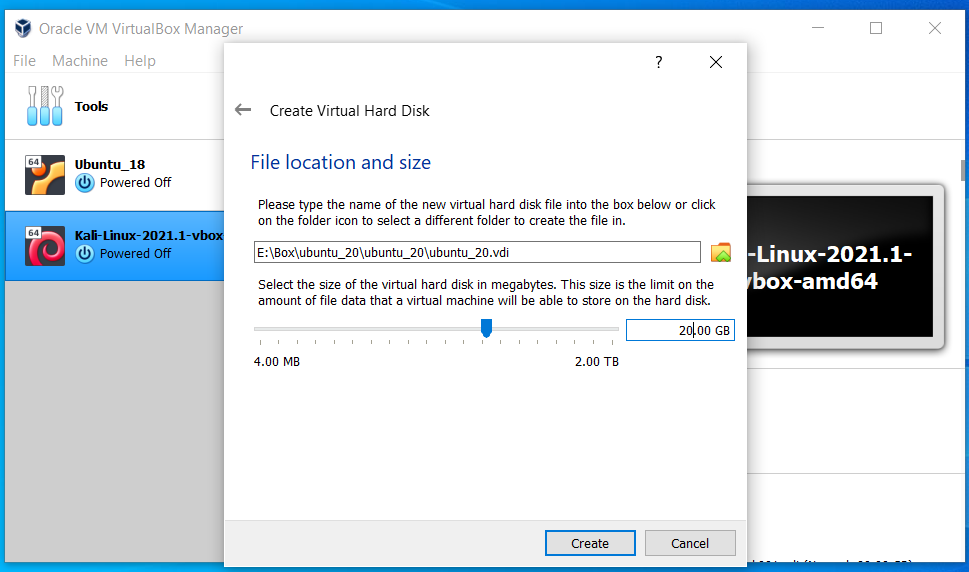 Oracle VM VirtualBox Manager
File Machine Help
Tools
64
Ubuntu_18
Powered Off
64
Kali-Linux-2021.1-vbox
Powered Off
?
Create Virtual Hard Disk
File location and size
Please type the name of the new virtual hard disk file into the box below or click
on the folder icon to select a different folder to create the file in.
E:\Box\ubuntu_20\ubuntu_20\ubuntu_20.vdi
Select the size of the virtual hard disk in megabytes. This size is the limit on the
amount of file data that a virtual machine will be able to store on the hard disk.
20.00 GB
4.00 MB
2.00 TB
Create
Cancel
-Linux-2021.1-
vbox-amd64